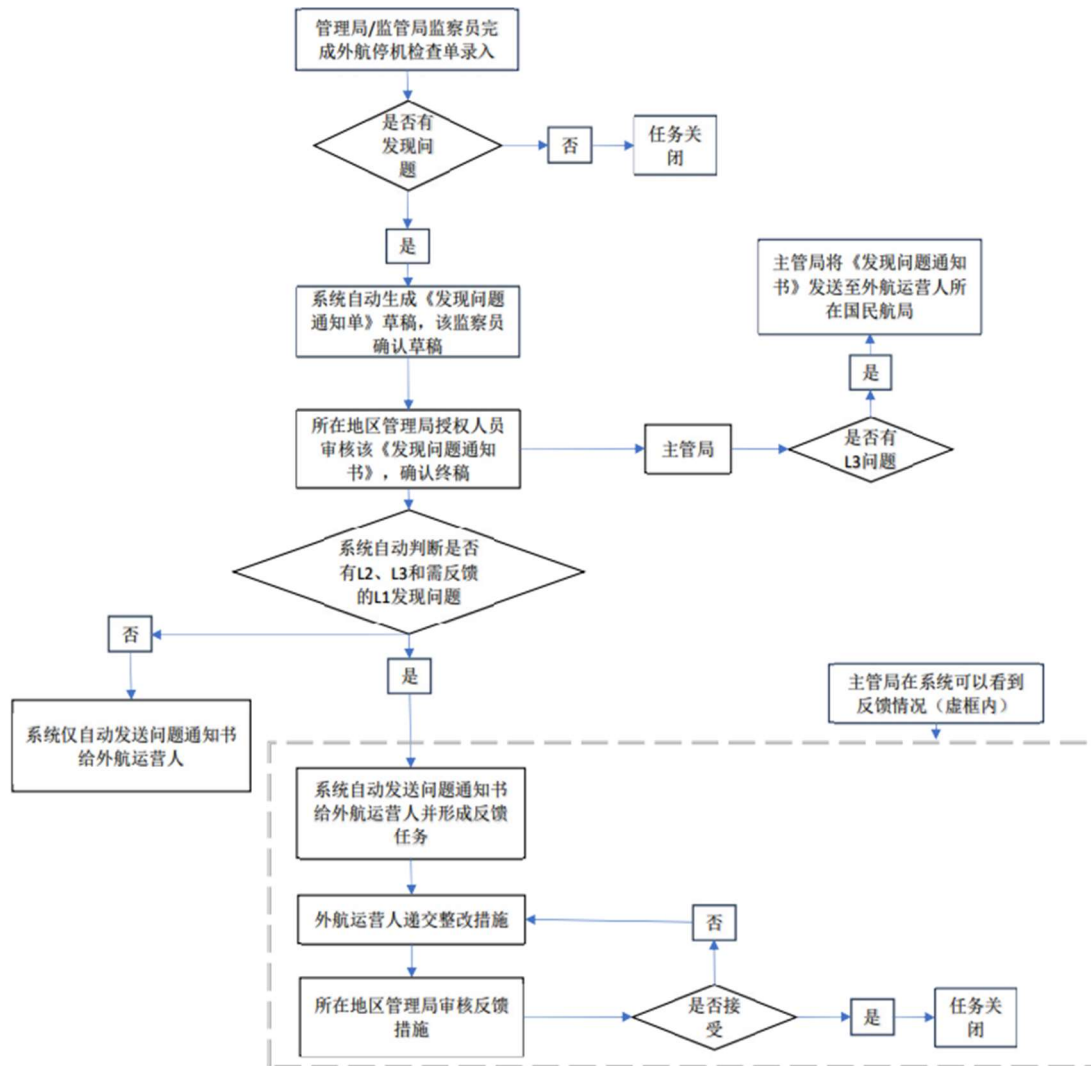 管理局/监管局监察员完
成外航停机检查单录入
是否有
发现问
题
否
任务关
闭
是
系统自动生成《发现问题
通知单》草稿，该监察员
确认草稿
主管局将《发现问题通知
书》发送至外航运营人所
在国民航局
是
所在地区管理局授权人员
审核该《发现问题通知
书》，确认终稿
主管局
是否有
L3问题
系统自动判断是否
有L2、L3和需反馈
的L1发现问题
否
是
系统仅自动发送问题通知书
给外航运营人
主管局在系统可以看到
反馈情况（虚框内）
系统自动发送问题通知书
给外航运营人并形成反馈
任务
外航运营人递交整改措施
否
所在地区管理局审核反馈
措施
是否接
受
是
任务关
闭